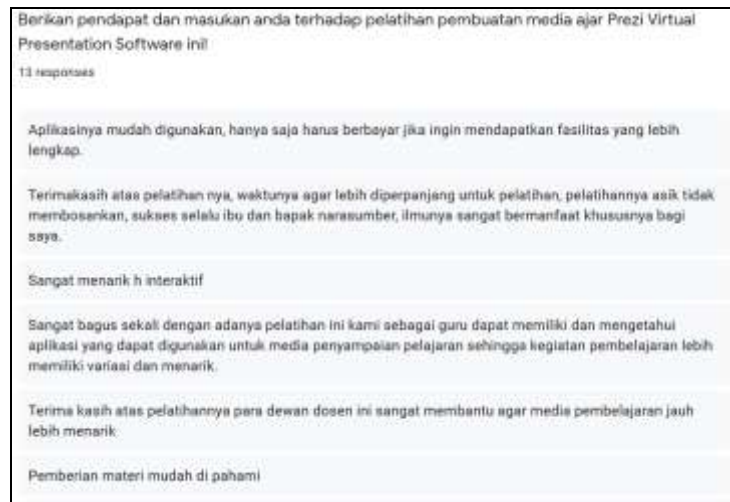 Berikan pendapat dan masukan anda terhadap pelatihan pembuatan media ajar Prezi Virtual
Presentation Software ini!
13 responses
Aplikasinya mudah digunakan, hanya saja harus berbayar jika ingin mendapatkan fasilitas yang lebih
lengkap.
Terimakasih atas pelatihan nya, waktunya agar lebih diperpanjang untuk pelatihan, pelatihannya asik tidak
membosankan, sukses selalu ibu dan bapak narasumber, ilmunya sangat bermanfaat khususnya bagi
saya.
Sangat menarik h interaktif
Sangat bagus sekali dengan adanya pelatihan ini kami sebagai guru dapat memiliki dan mengetahui
aplikasi yang dapat digunakan untuk media penyampaian pelajaran sehingga kegiatan pembelajaran lebih
memiliki variasi dan menarik.
Terima kasih atas pelatihannya para dewan dosen ini sangat membantu agar media pembelajaran jauh
lebih menarik
Pemberian materi mudah di pahami